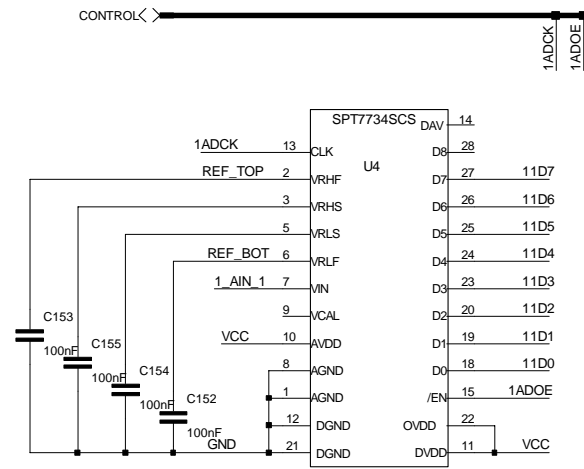 CONTROL
1ADCK
1ADOE
SPT7734SCS
DAV 14
1ADCK 13 CLK
U4
D8 28
REF_TOP 2 VRHF
D7 27 11D7
3 VRHS
D6 26 11D6
5 VRLS
D5 25 11D5
REF_BOT 6 VRLF
D4 24 11D4
1_AIN_1 7 VIN
D3 23 11D3
9 VCAL
D2 20 11D2
VCC 10 AVDD
D1 19 11D1
8 AGND
D0 18 11D0
1 AGND
/EN 15 1ADOE
12 DGND
OVDD 22
GND 21 DGND
DVDD 11 VCC
C153
100nF
C155
100nF
C154
100nF
C152
100nF